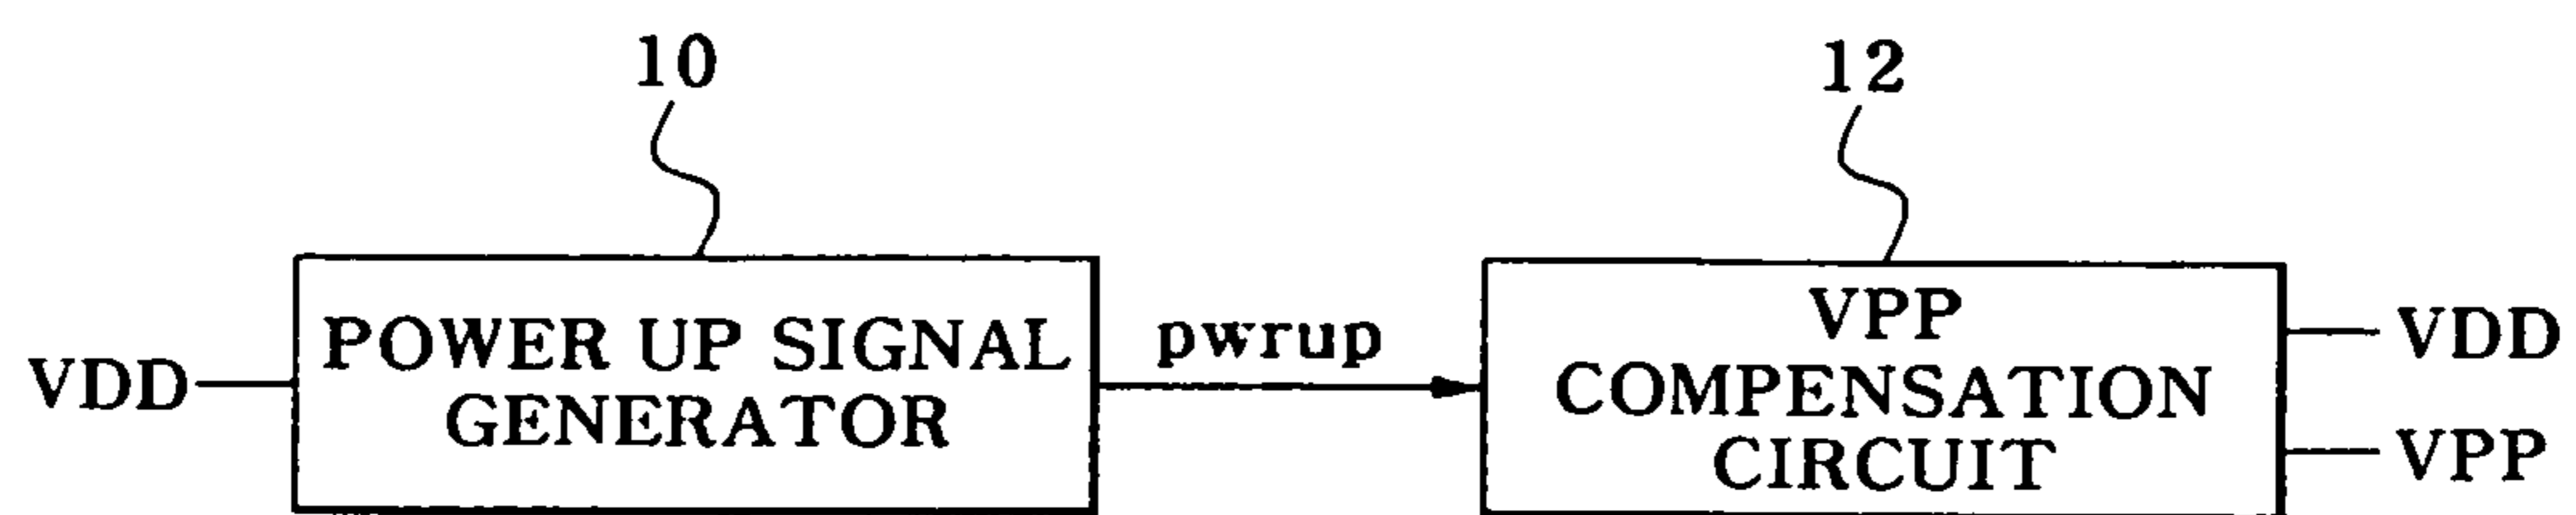 10
12
VDD
POWER UP SIGNAL
GENERATOR
pwrup
VPP
COMPENSATION
CIRCUIT
VDD
VPP